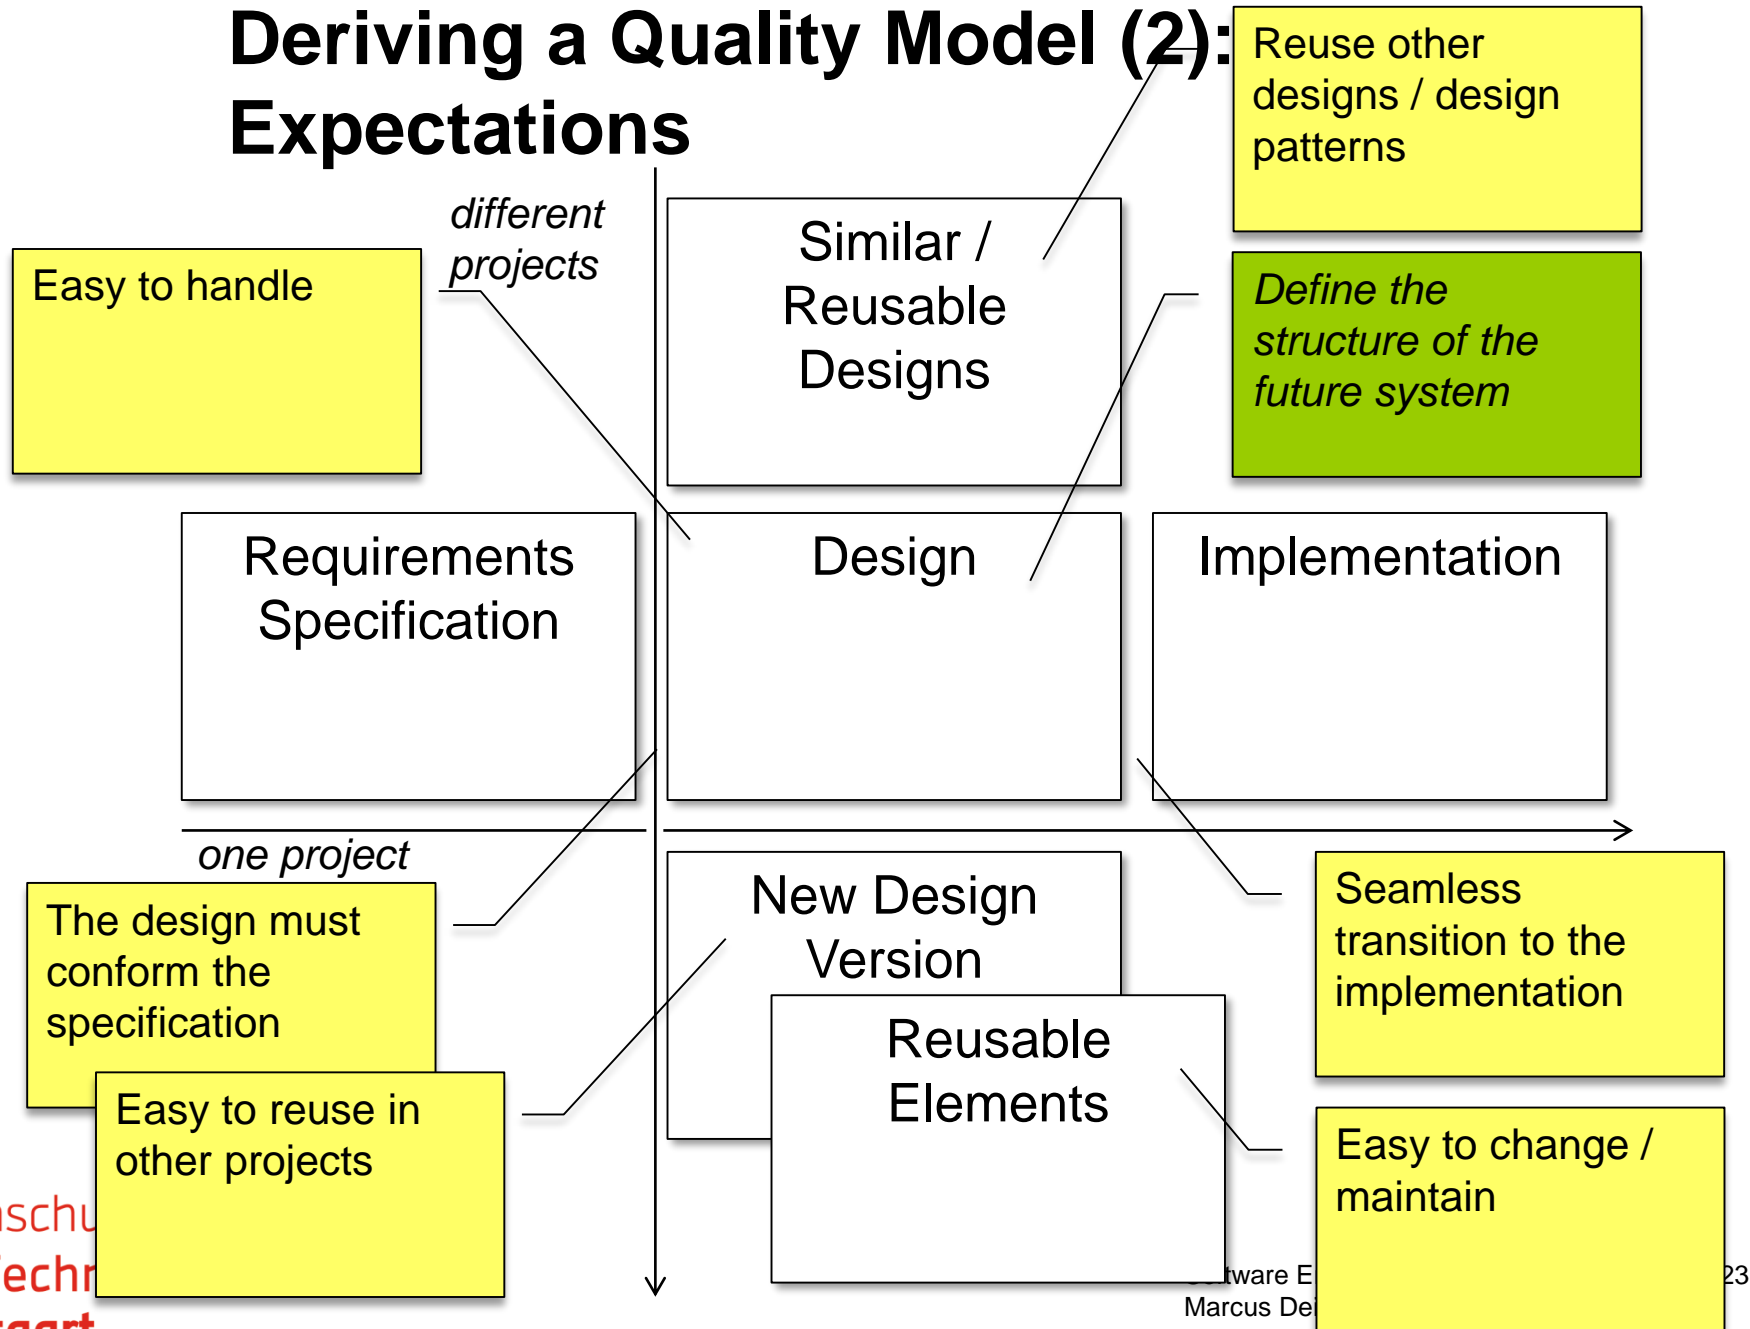 Deriving a Quality Model (2):
Expectations
Reuse other
designs / design
patterns
different
projects
Similar /
Reusable
Designs
Easy to handle
Define the
structure of the
future system
Requirements
Specification
Design
Implementation
one project
The design must
conform the
specification
New Design
Version
Seamless
transition to the
implementation
Reusable
Elements
Easy to reuse in
other projects
Easy to change /
maintain
23
Marcus